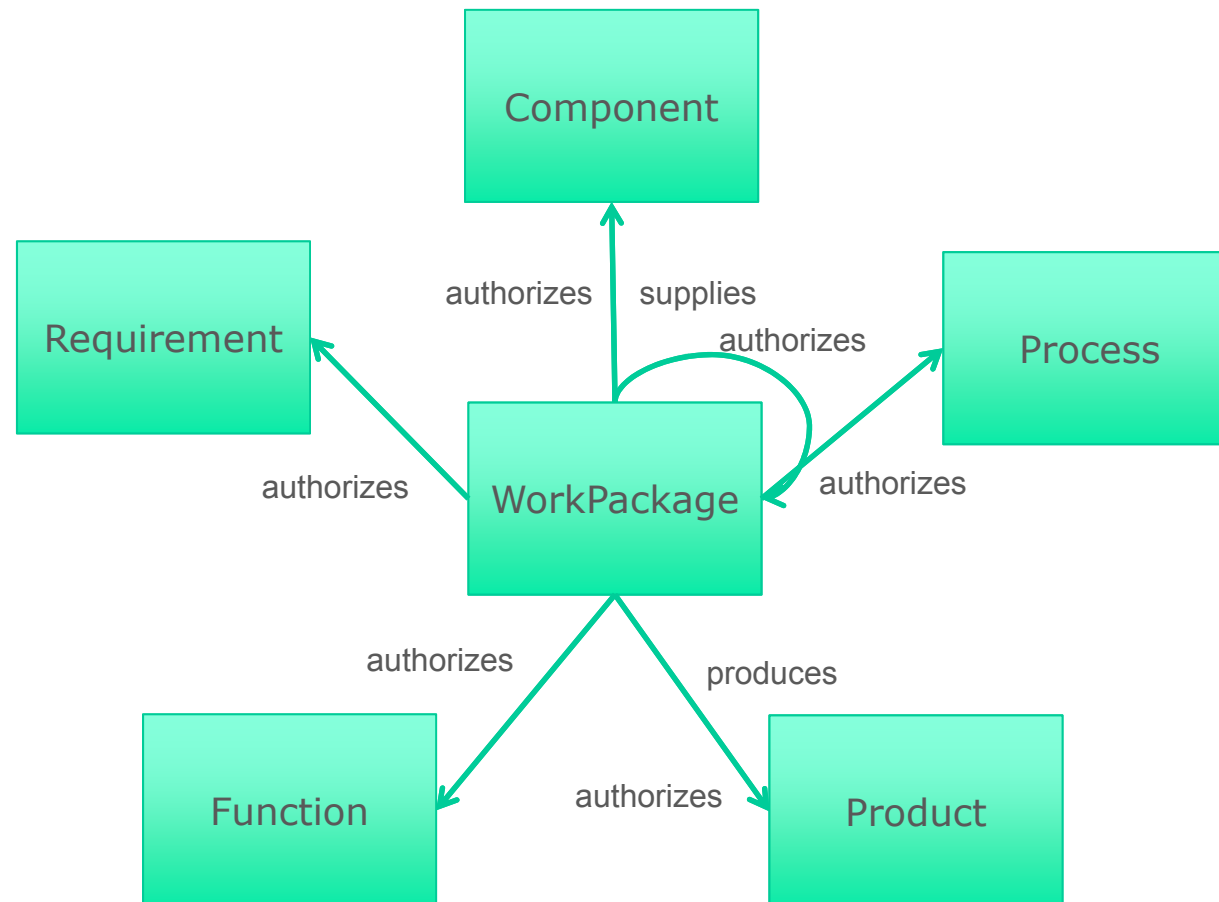 Component
authorizes supplies
Requirement
authorizes
Process
authorizes
WorkPackage
authorizes
authorizes
produces
Function
authorizes
Product